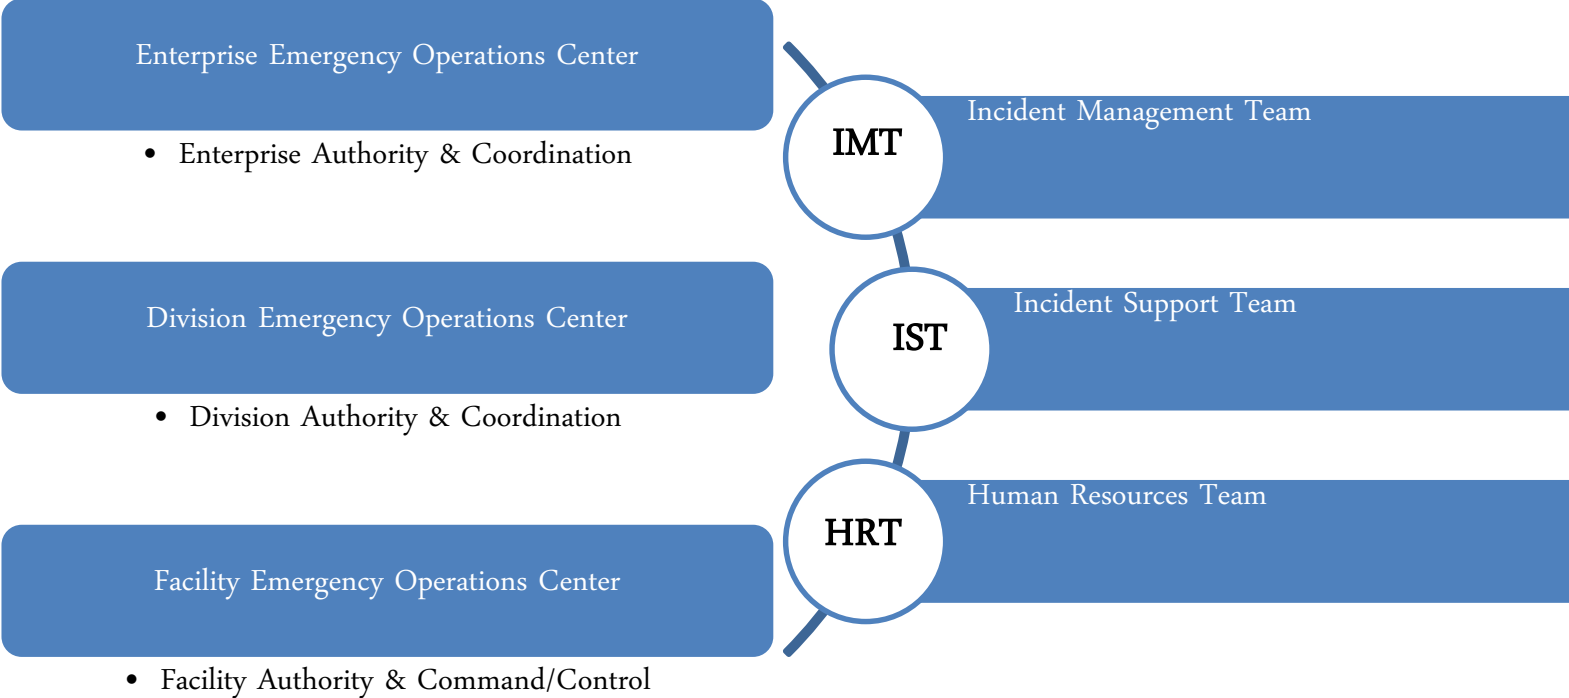 Enterprise Emergency Operations Center
• Enterprise Authority & Coordination
Division Emergency Operations Center
• Division Authority & Coordination
Facility Emergency Operations Center
• Facility Authority & Command/Control
IMT
Incident Management Team
IST
Incident Support Team
HRT
Human Resources Team